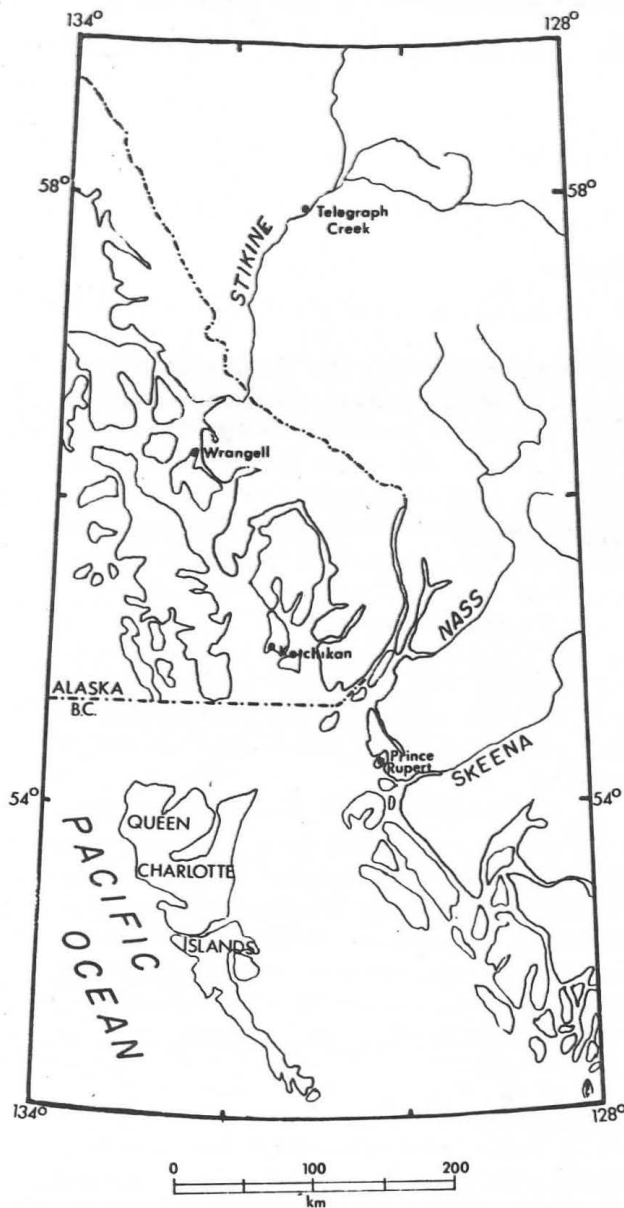 134°
128°
58°
58°
Telegraph
Creek
STIKINE
Wrangell
NASS
Ketchikan
ALASKA
B.C.
Prince
Rupert
SKEENA
54°
54°
QUEEN
CHARLOTTE
ISLANDS
PACIFIC
OCEAN
134°
128°
0 100 200
km